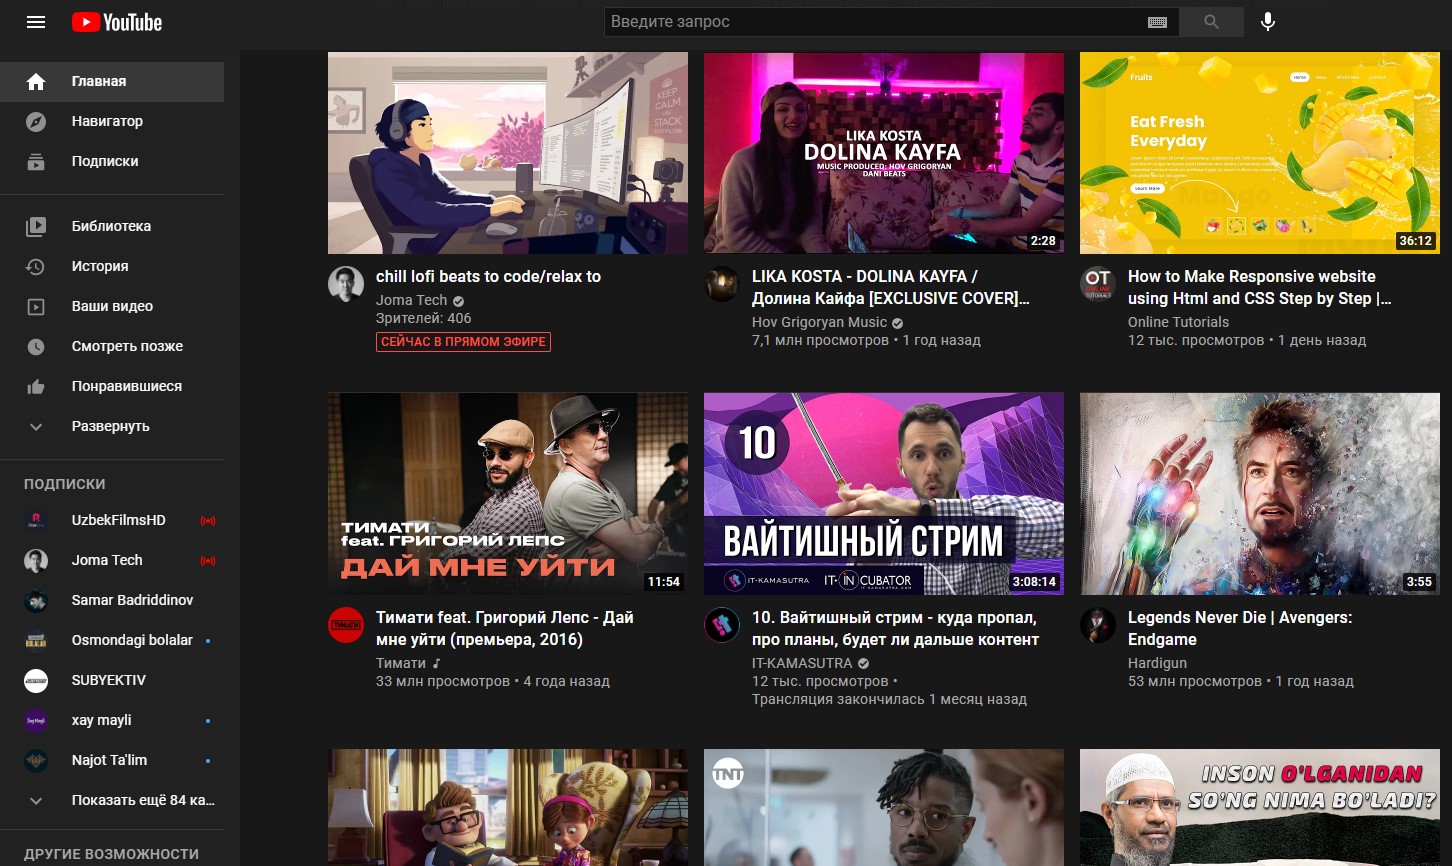 YouTube
Введите запрос
Главная
Навигатор
Подписки
Библиотека
История
Ваши видео
Смотреть позже
Понравившиеся
Развернуть
ПОДПИСКИ
UzbekFilmsHD
Joma Tech
Samar Badriddinov
Osmondagi bolalar
SUBYEKTIV
xay mayli
Najot Ta'lim
Показать ещё 84 ка...
ДРУГИЕ ВОЗМОЖНОСТИ
KEEP
CALM
STACK
chill lofi beats to code/relax to
Joma Tech
Зрителей: 406
СЕЙЧАС В ПРЯМОМ ЭФИРЕ
LIKA KOSTA
DOLINA KAYFA
MUSIC PRODUCED: HOV GRIGORYAN
DANI BEATS
2:28
LIKA KOSTA - DOLINA KAYFA /
Долина Кайфа [EXCLUSIVE COVER]...
Hov Grigoryan Music
7,1 млн просмотров • 1 год назад
Fruits
Home
Eat Fresh
Everyday
Learn More
Mango
36:12
OT
ONLINE
TUTORIALS
How to Make Responsive website
using Html and CSS Step by Step |...
Online Tutorials
12 тыс. просмотров • 1 день назад
ТИМАТИ
feat. ГРИГОРИЙ ЛЕПС
ДАЙ МНЕ УЙТИ
11:54
ТИМАТИ
Тимати feat. Григорий Лепс - Дай
мне уйти (премьера, 2016)
Тимати
33 млн просмотров • 4 года назад
10
ВАЙТИШНЫЙ СТРИМ
IT-KAMASUTRA
IT-INCUBATOR
3:08:14
10. Вайтишный стрим - куда пропал,
про планы, будет ли дальше контент
IT-KAMASUTRA
12 тыс. просмотров •
Трансляция закончилась 1 месяц назад
3:55
Legends Never Die | Avengers:
Endgame
Hardigun
53 млн просмотров • 1 год назад
TNT
INSON O'LGANIDAN
SO'NG NIMA BO'LADI?